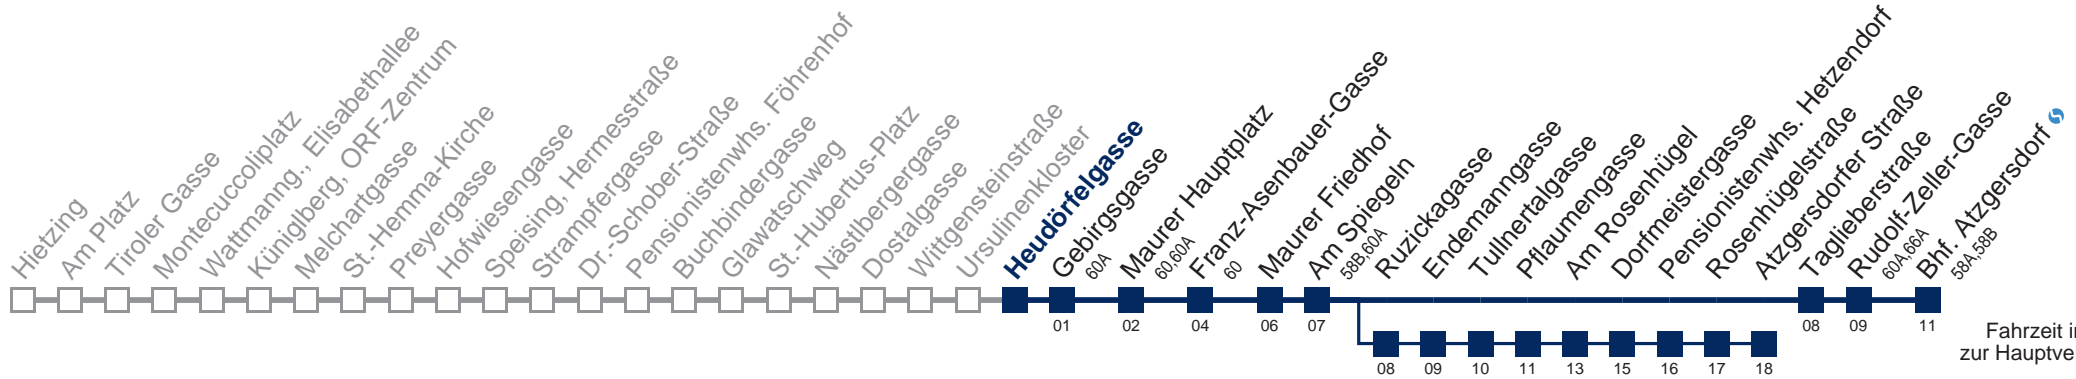 Hietzing
Am Platz
Tiroler Gasse
Montecuccoliplatz
Wattmanng., Elisabethallee
Küniglberg, ORF-Zentrum
Melchartgasse
St.-Hemma-Kirche
Preyergasse
Hofwiesengasse
Speising, Hermesstraße
Strampfergasse
Dr.-Schober-Straße
Pensionistenwhs. Föhrenhof
Buchbindergasse
Glawatschweg
St.-Hubertus-Platz
Nästlbergergasse
Dostalgasse
Wittgensteinstraße
Ursulinenkloster
Heudörfelgasse
Gebirgsgasse
60A
Maurer Hauptplatz
60,60A
Franz-Asenbauer-Gasse
60
Maurer Friedhof
Am Spiegeln
58B,60A
Ruzickagasse
Endemanngasse
Tullnertalgasse
Pflaumengasse
Am Rosenhügel
Dorfmeistergasse
Pensionistenwhs. Hetzendorf
Rosenhügelstraße
Atzgersdorfer Straße
Taglieberstraße
Rudolf-Zeller-Gasse
60A,66A
Bhf. Atzgersdorf
58A,58B
01 02 04 06 07 08 09 11
08 09 10 11 13 15 16 17 18
Fahrzeit
zur